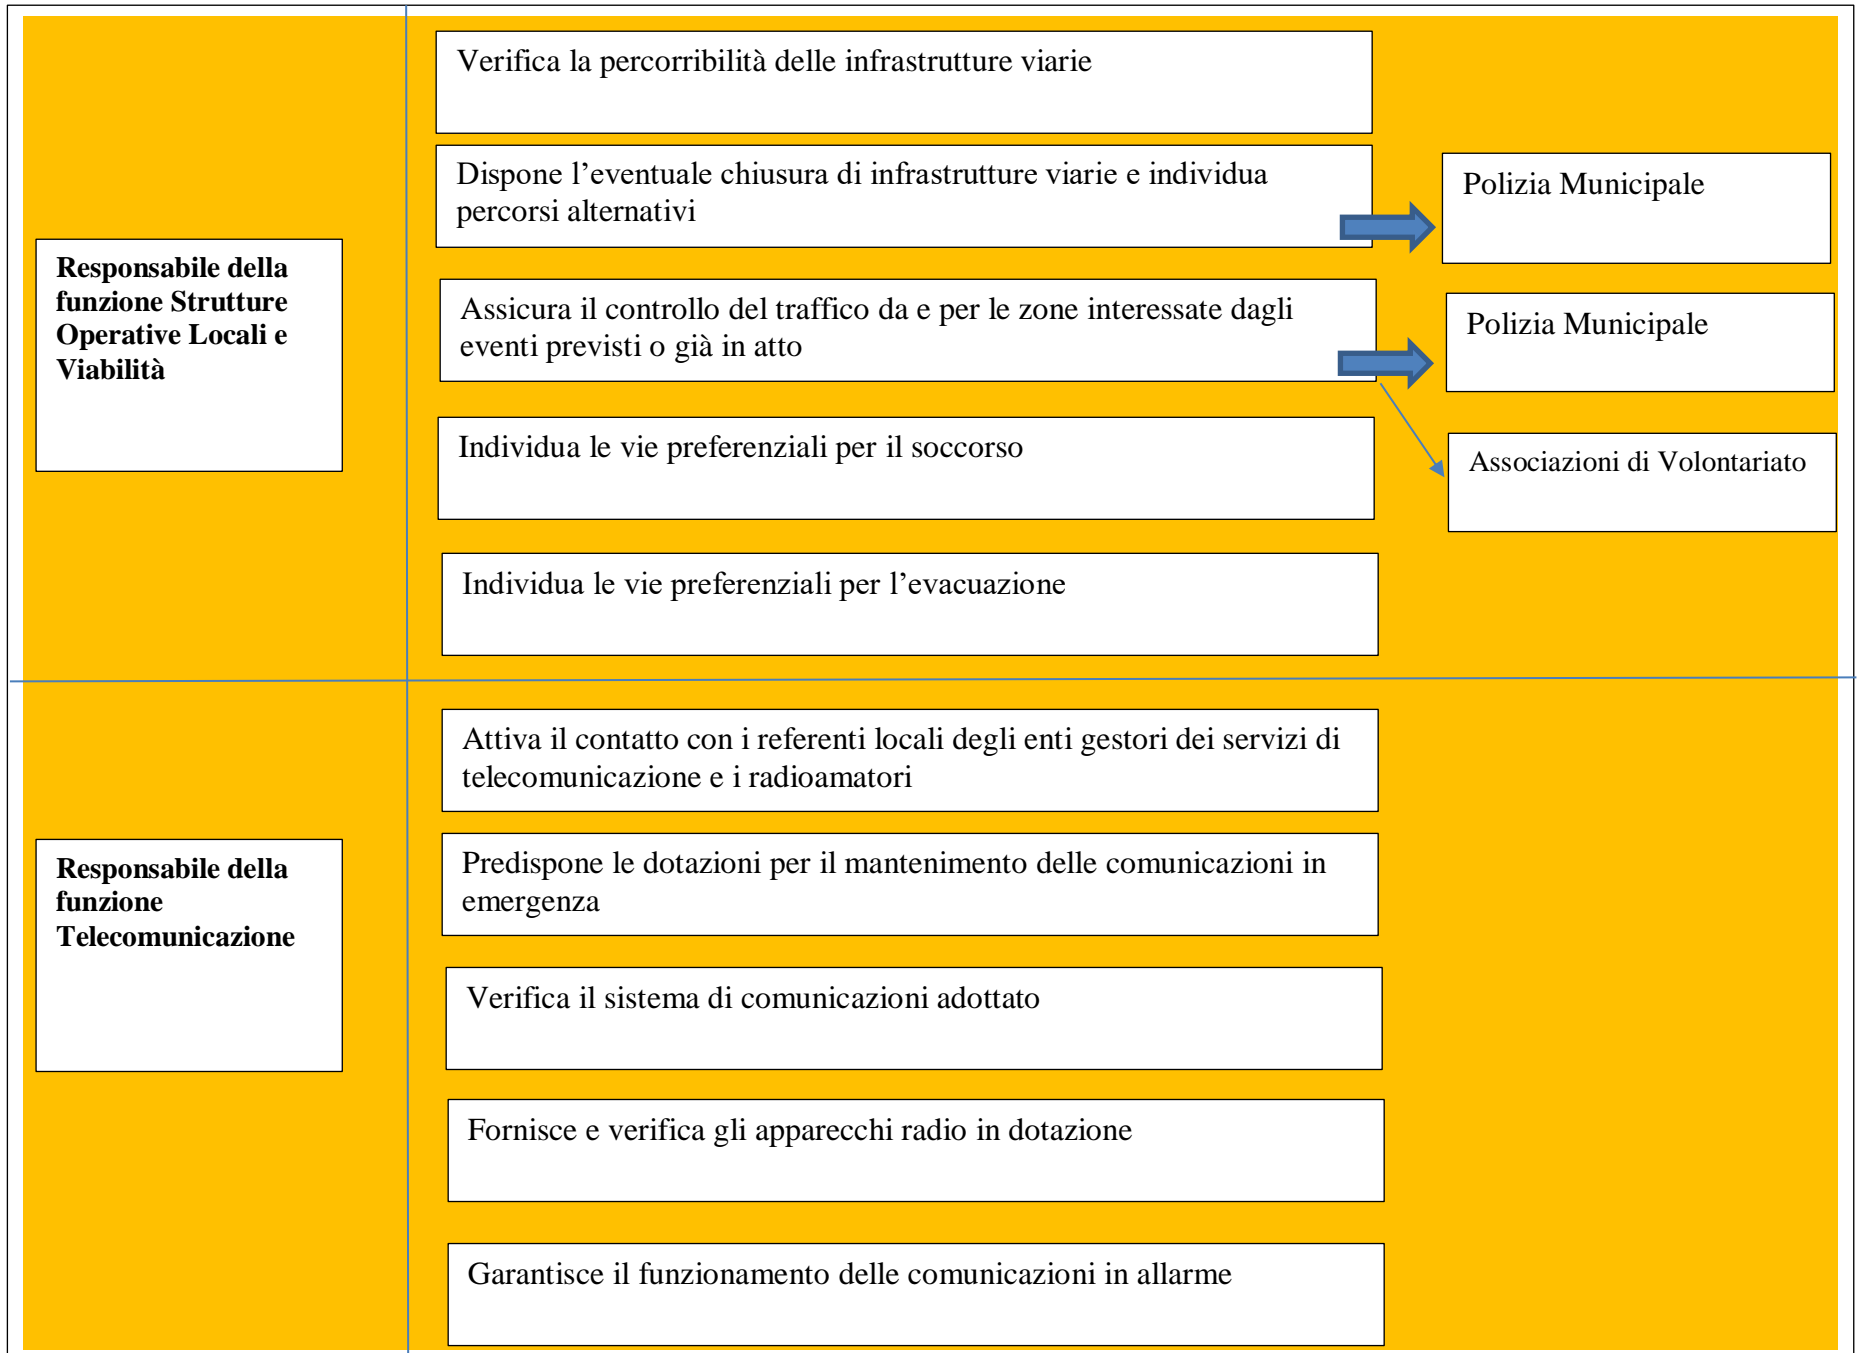 Verifica la percorribilità delle infrastrutture viarie
Dispone l’eventuale chiusura di infrastrutture viarie e individua
percorsi alternativi
Polizia Municipale
Responsabile della
funzione Strutture
Operative Locali e
Viabilità
Assicura il controllo del traffico da e per le zone interessate dagli
eventi previsti o già in atto
Polizia Municipale
Individua le vie preferenziali per il soccorso
Associazioni di Volontariato
Individua le vie preferenziali per l’evacuazione
Attiva il contatto con i referenti locali degli enti gestori dei servizi di
telecomunicazione e i radioamatori
Responsabile della
funzione
Telecomunicazione
Predispone le dotazioni per il mantenimento delle comunicazioni in
emergenza
Verifica il sistema di comunicazioni adottato
Fornisce e verifica gli apparecchi radio in dotazione
Garantisce il funzionamento delle comunicazioni in allarme